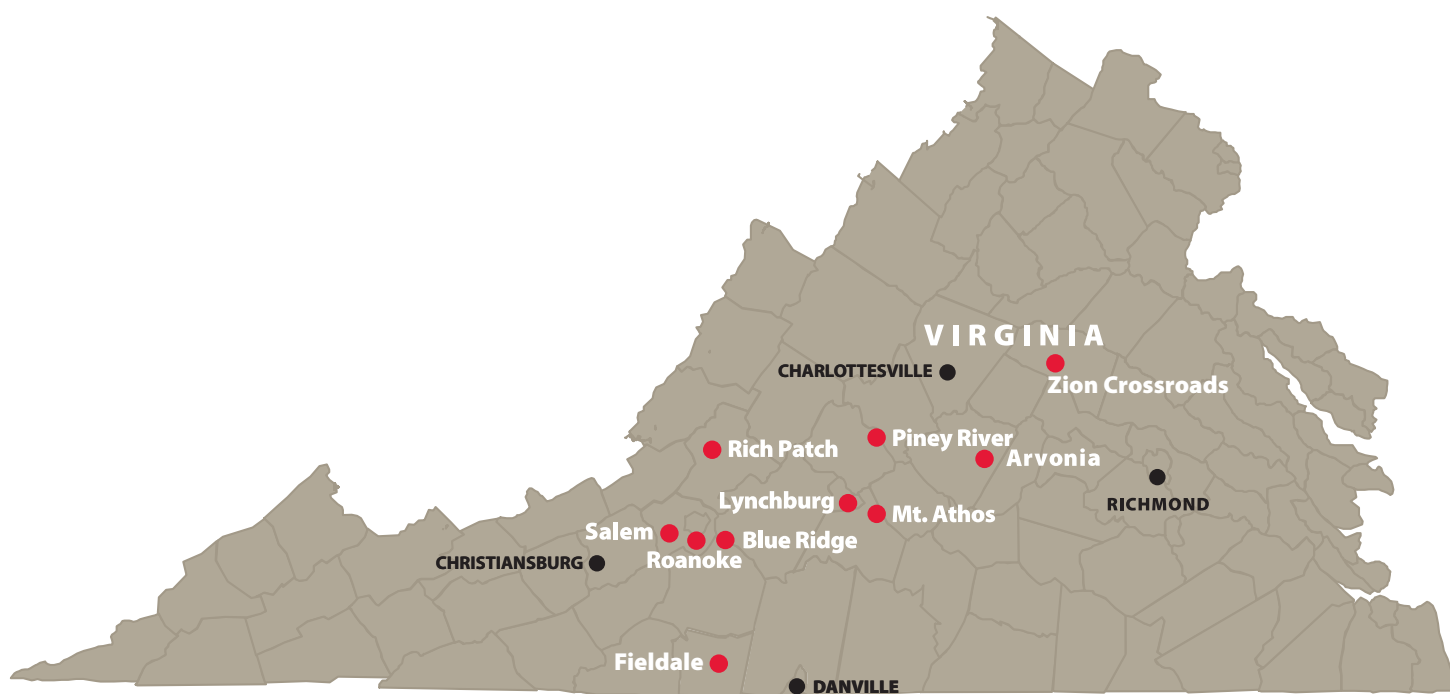 VIRGINIA
CHARLOTTESVILLE
Zion Crossroads
Piney River
Rich Patch
Arvonia
Lynchburg
RICHMOND
Mt. Athos
Salem
Blue Ridge
Roanoke
CHRISTIANSBURG
Fieldale
DANVILLE